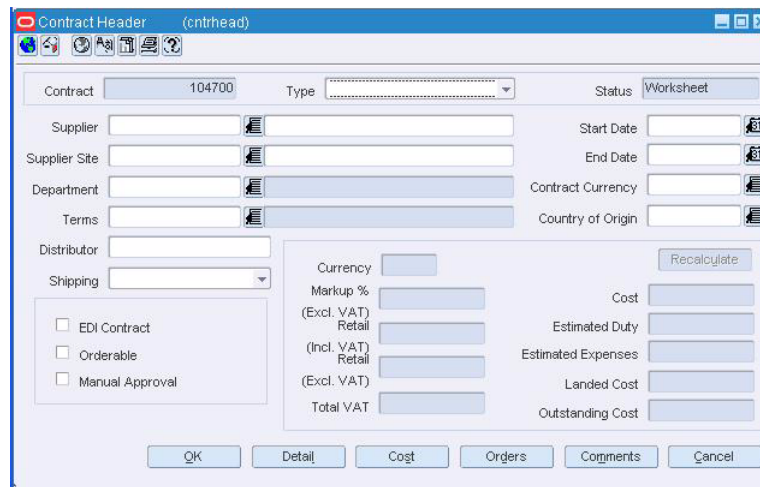 Contract Header (cntrhead)
Contract 104700 Type Status Worksheet
Supplier Start Date
Supplier Site End Date
Department Contract Currency
Terms Country of Origin
Distributor
Shipping
Currency Recalculate
Markup %
(Excl. VAT) Cost
Retail Estimated Duty
(Incl. VAT)
Retail Estimated Expenses
(Excl. VAT) Landed Cost
Total VAT Outstanding Cost
EDI Contract
Orderable
Manual Approval
OK Detail Cost Orders Comments Cancel